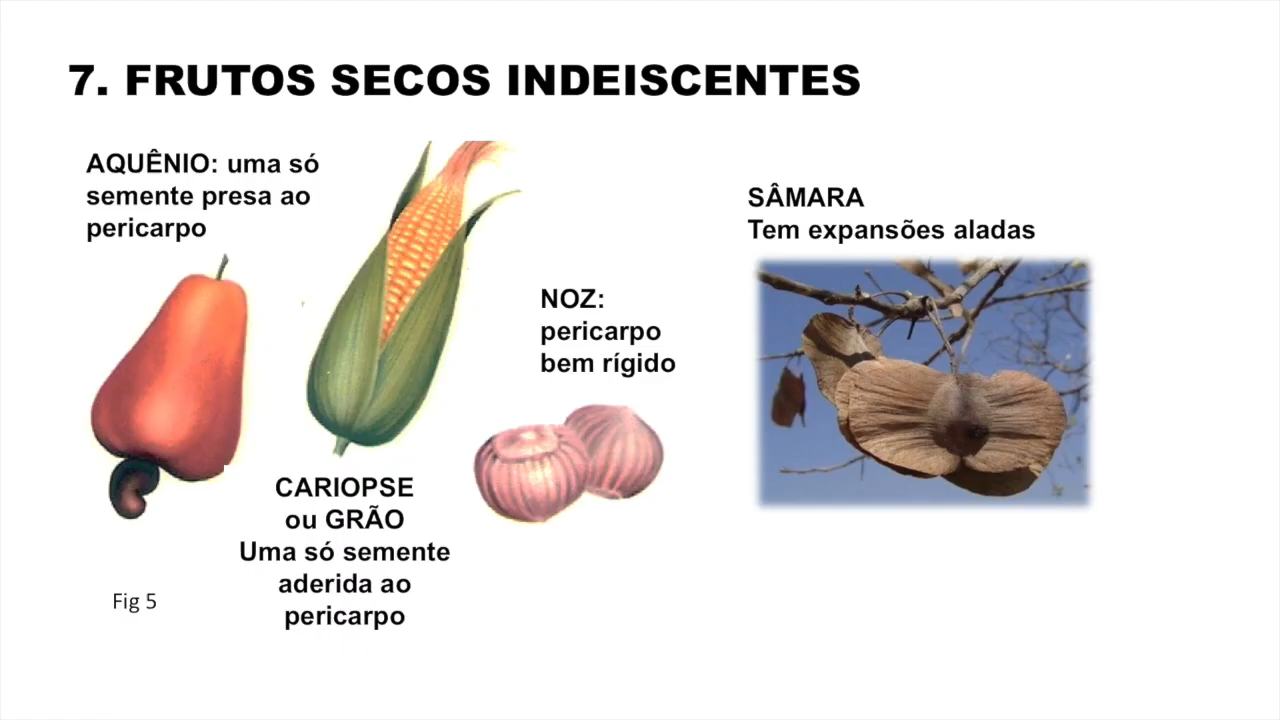 7. FRUTOS SECOS INDEISCENTES
AQUÊNIO: uma só
semente presa ao
pericarpo
SÂMARA
Tem expansões aladas
NOZ:
pericarpo
bem rígido
CARIOPSE
ou GRÃO
Uma só semente
aderida ao
pericarpo
Fig 5